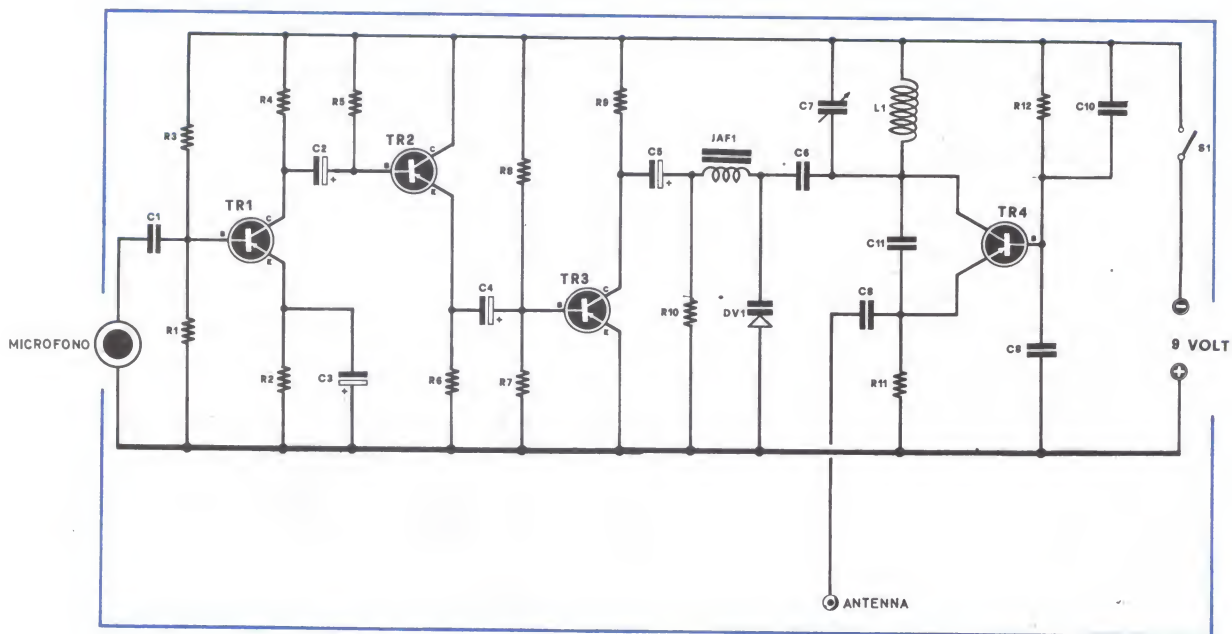 R3
R4
R5
C2
+
B
C
E
TR2
C1
TR1
B
C
E
MICROFONO
R1
R2
C3
+
R6
C4
+
R8
R7
TR3
B
C
E
R9
C5
+
JAF1
R10
DV1
C6
C7
L1
C11
C8
R11
TR4
B
R12
C10
C9
S1
-
9 VOLT
+
ANTENNA